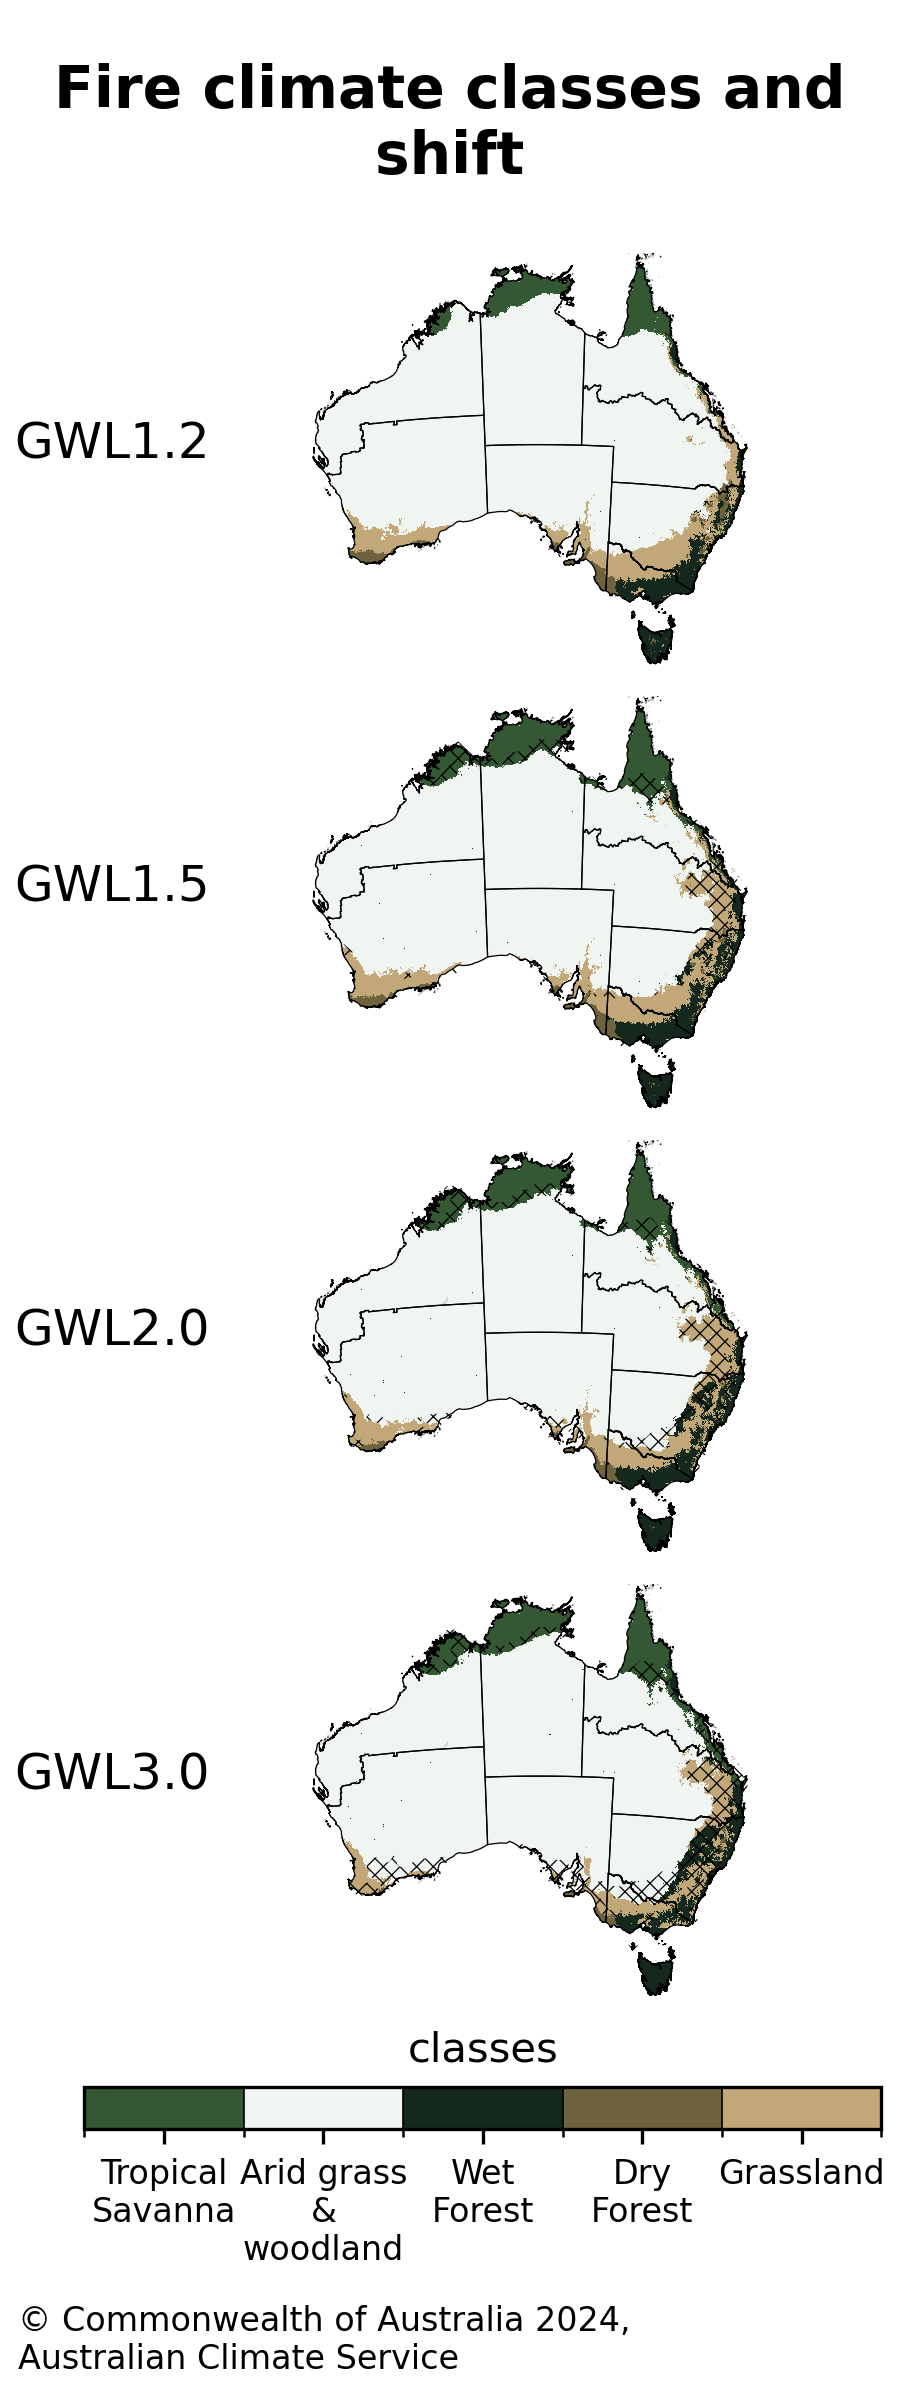 Fire climate classes and
shift
GWL1.2
GWL1.5
GWL2.0
GWL3.0
classes
Tropical
Savanna
Arid grass
&
woodland
Wet
Forest
Dry
Forest
Grassland
© Commonwealth of Australia 2024,
Australian Climate Service